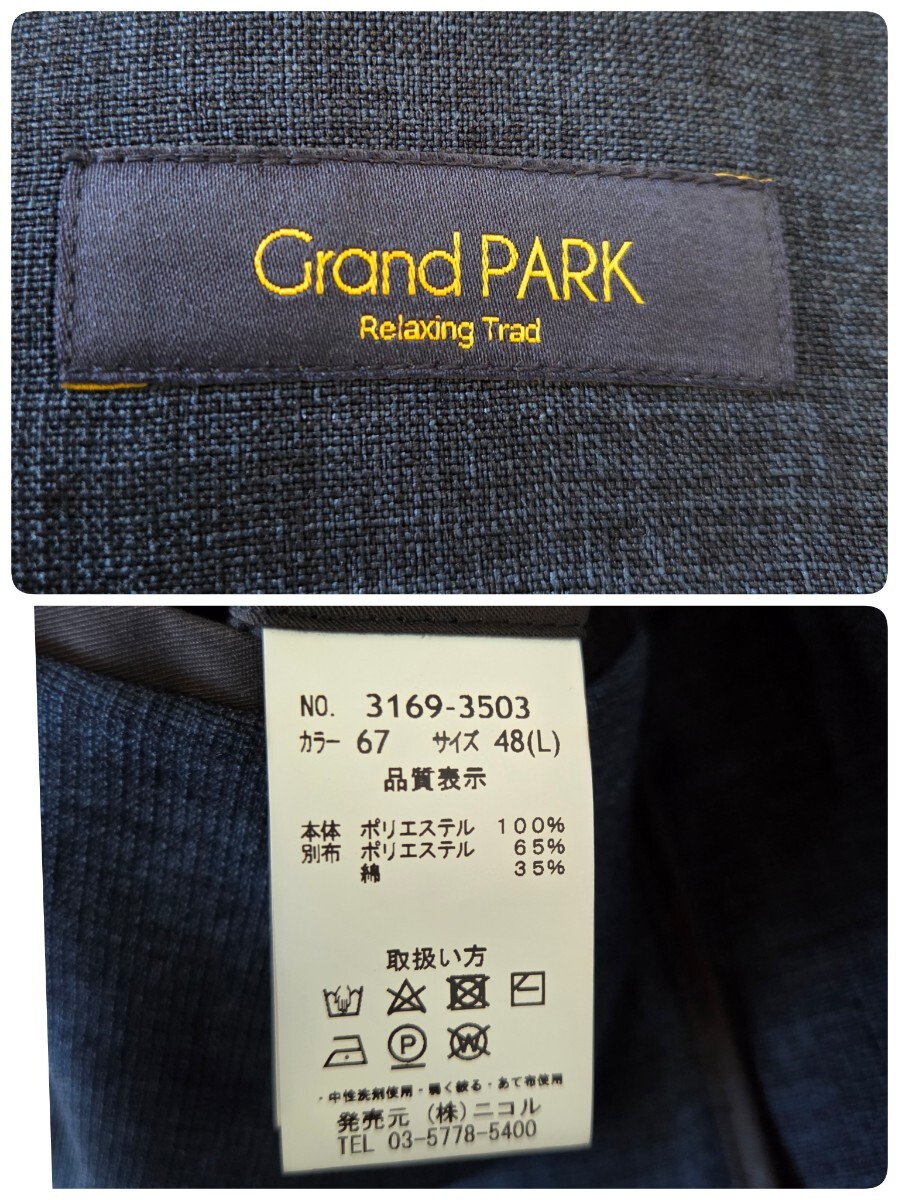 Grand PARK
Relaxing Trad
NO. 3169-3503
カラー 67 サイズ 48(L)
品質表示
本体 ポリエステル 100%
別布 ポリエステル 65%
綿 35%
取扱い方
P
W
・中性洗剤使用・弱く絞る・あて布使用
発売元 (株)ニコル
TEL 03-5778-5400